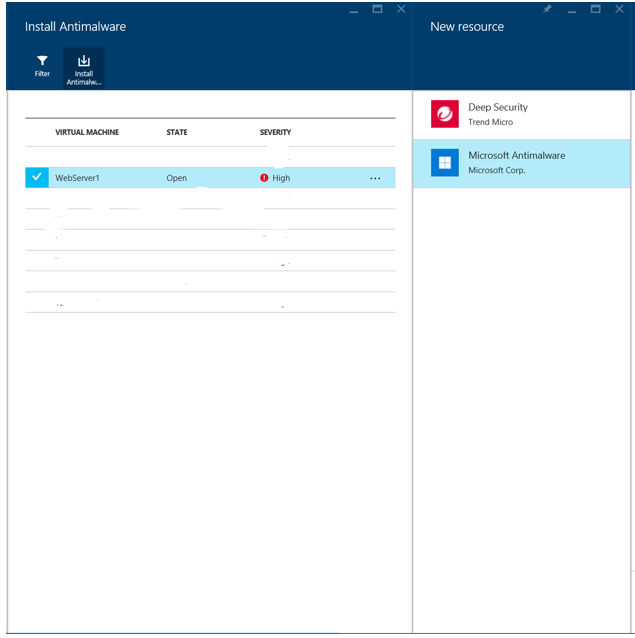 Install Antimalware
Filter
Install
Antimalw...
VIRTUAL MACHINE STATE SEVERITY
WebServer1 Open High ...
New resource
Deep Security
Trend Micro
Microsoft Antimalware
Microsoft Corp.